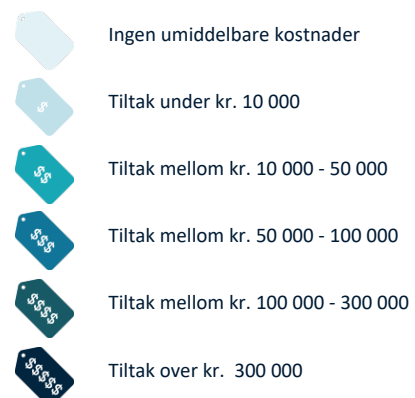 Ingen umiddelbare kostnader
$ Tiltak under kr. 10 000
$$ Tiltak mellom kr. 10 000 - 50 000
$$$ Tiltak mellom kr. 50 000 - 100 000
$$$$ Tiltak mellom kr. 100 000 - 300 000
$$$$$ Tiltak over kr.  300 000